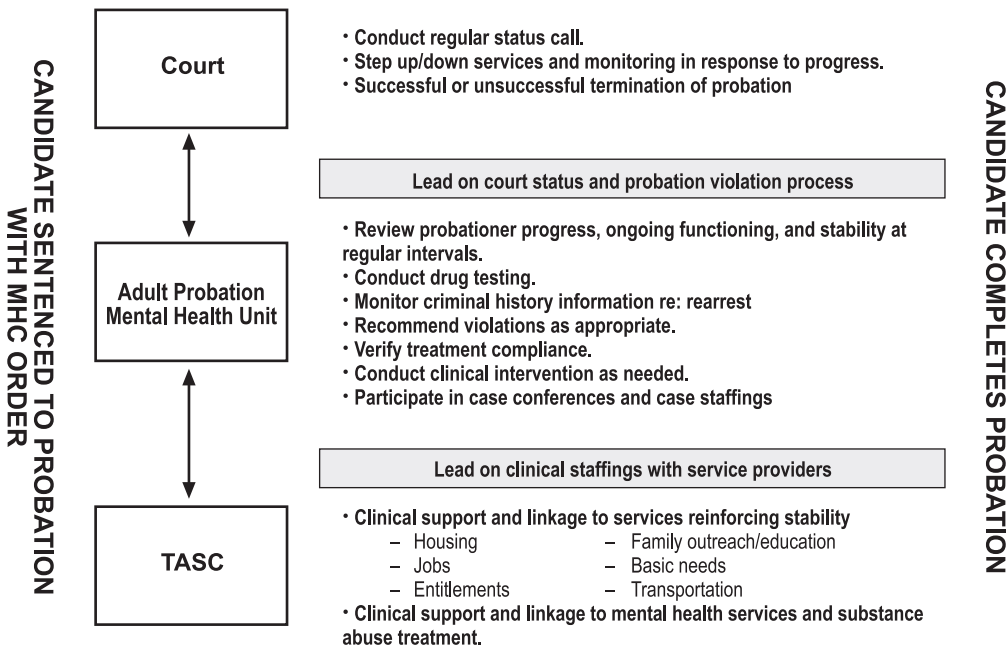 CANDIDATE SENTENCED TO PROBATION
WITH MHC ORDER
Court
• Conduct regular status call.
• Step up/down services and monitoring in response to progress.
• Successful or unsuccessful termination of probation
Lead on court status and probation violation process
Adult Probation
Mental Health Unit
• Review probationer progress, ongoing functioning, and stability at
regular intervals.
• Conduct drug testing.
• Monitor criminal history information re: rearrest
• Recommend violations as appropriate.
• Verify treatment compliance.
• Conduct clinical intervention as needed.
• Participate in case conferences and case staffings
Lead on clinical staffings with service providers
TASC
• Clinical support and linkage to services reinforcing stability
– Housing – Family outreach/education
– Jobs – Basic needs
– Entitlements – Transportation
• Clinical support and linkage to mental health services and substance
abuse treatment.
CANDIDATE COMPLETES PROBATION